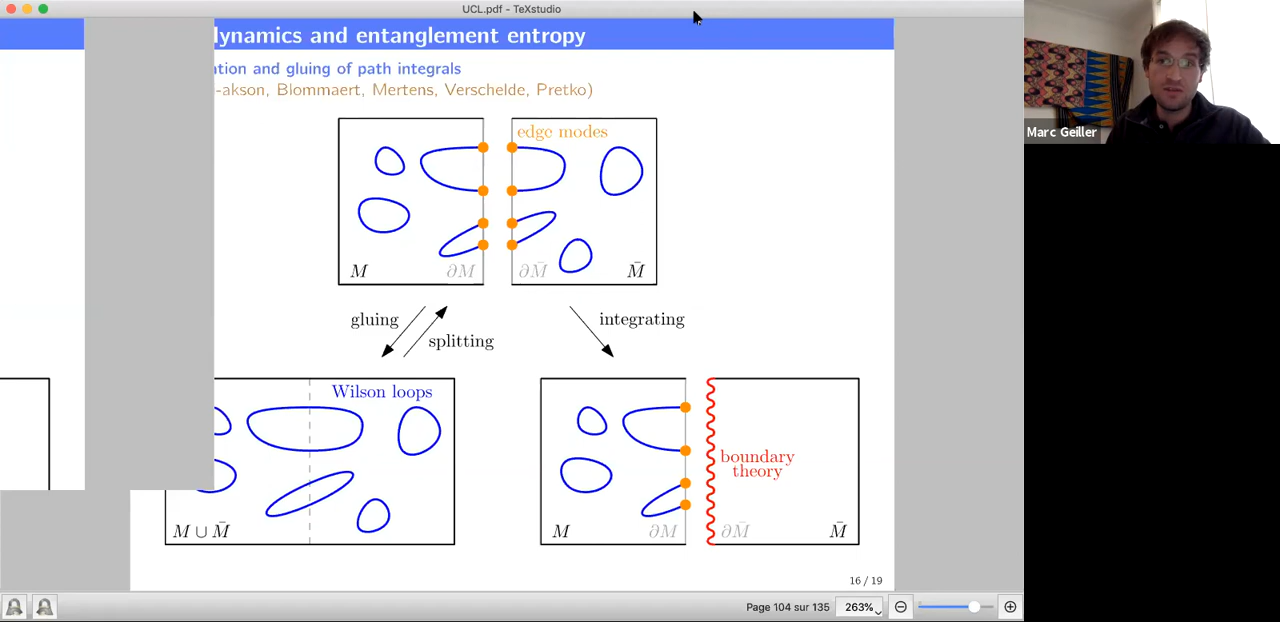 UCL.pdf - TeXstudio
dynamics and entanglement entropy
ation and gluing of path integrals
-akson, Blommaert, Mertens, Verschelde, Pretko)
edge modes
M
∂M
∂M̄
M̄
gluing
splitting
integrating
Wilson loops
M ∪ M̄
boundary
theory
M
∂M
∂M̄
M̄
16 / 19
Page 104 sur 135
263%
Marc Geiller